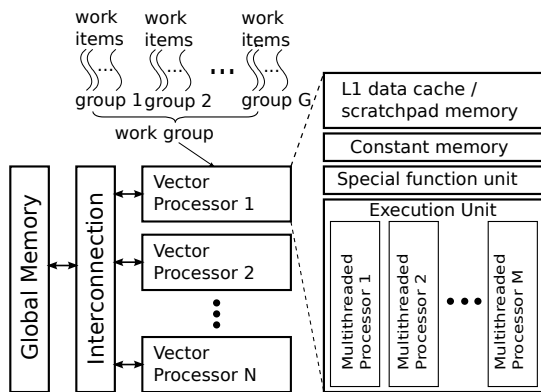 work items
work items
work items
... ... ... ...
group 1
group 2
group G
work group
Global Memory
Interconnection
Vector Processor 1
Vector Processor 2
Vector Processor N
L1 data cache / scratchpad memory
Constant memory
Special function unit
Execution Unit
Multithreaded Processor 1
Multithreaded Processor 2
Multithreaded Processor M